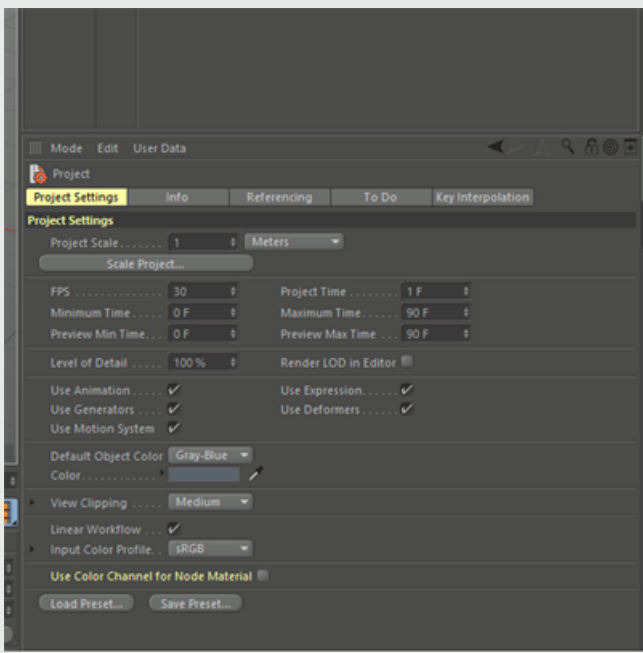 Mode Edit User Data
Project
Project Settings Info Referencing To Do Key Interpolation
Project Settings
Project Scale....... 1 Meters
Scale Project...
FPS.............. 30 Project Time........ 1 F
Minimum Time..... 0 F Maximum Time...... 90 F
Preview Min Time... 0 F Preview Max Time ... 90 F
Level of Detail ..... 100 % Render LOD in Editor
Use Animation..... Use Expression......
Use Generators .... Use Deformers......
Use Motion System
Default Object Color Gray-Blue
Color............
View Clipping ..... Medium
Linear Workflow ...
Input Color Profile.. sRGB
Use Color Channel for Node Material
Load Preset... Save Preset...